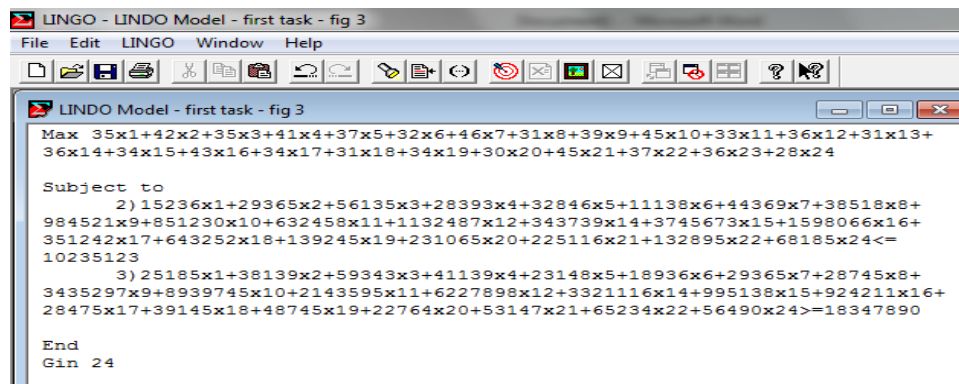 LINGO - LINDO Model - first task - fig 3
File Edit LINGO Window Help
LINDO Model - first task - fig 3
Max 35x1+42x2+35x3+41x4+37x5+32x6+46x7+31x8+39x9+45x10+33x11+36x12+31x13+
36x14+34x15+43x16+34x17+31x18+34x19+30x20+45x21+37x22+36x23+28x24
Subject to
2)15236x1+29365x2+56135x3+28393x4+32846x5+11138x6+44369x7+38518x8+
984521x9+851230x10+632458x11+1132487x12+343739x14+3745673x15+1598066x16+
351242x17+643252x18+139245x19+231065x20+225116x21+132895x22+68185x24<=
10235123
3)25185x1+38139x2+59343x3+41139x4+23148x5+18936x6+29365x7+28745x8+
3435297x9+8939745x10+2143595x11+6227898x12+3321116x14+995138x15+924211x16+
28475x17+39145x18+48745x19+22764x20+53147x21+65234x22+56490x24>=18347890
End
Gin 24